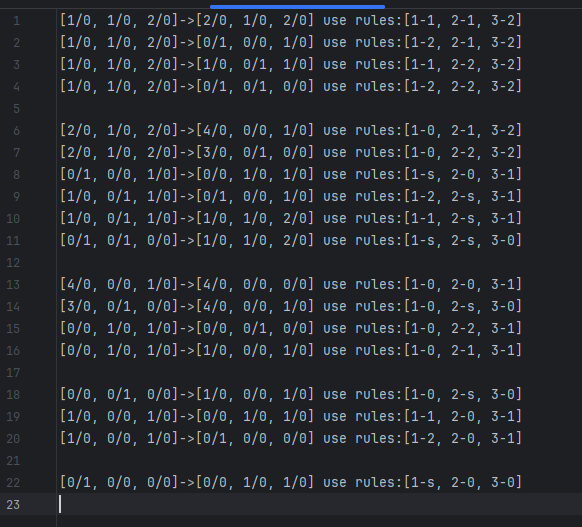 1 [1/0, 1/0, 2/0]->[2/0, 1/0, 2/0] use rules:[1-1, 2-1, 3-2]
2 [1/0, 1/0, 2/0]->[0/1, 0/0, 1/0] use rules:[1-2, 2-1, 3-2]
3 [1/0, 1/0, 2/0]->[1/0, 0/1, 1/0] use rules:[1-1, 2-2, 3-2]
4 [1/0, 1/0, 2/0]->[0/1, 0/1, 0/0] use rules:[1-2, 2-2, 3-2]
5
6 [2/0, 1/0, 2/0]->[4/0, 0/0, 1/0] use rules:[1-0, 2-1, 3-2]
7 [2/0, 1/0, 2/0]->[3/0, 0/1, 0/0] use rules:[1-0, 2-2, 3-2]
8 [0/1, 0/0, 1/0]->[0/0, 1/0, 1/0] use rules:[1-s, 2-0, 3-1]
9 [1/0, 0/1, 1/0]->[0/1, 0/0, 1/0] use rules:[1-2, 2-s, 3-1]
10 [1/0, 0/1, 1/0]->[1/0, 1/0, 2/0] use rules:[1-1, 2-s, 3-1]
11 [0/1, 0/1, 0/0]->[1/0, 1/0, 2/0] use rules:[1-s, 2-s, 3-0]
12
13 [4/0, 0/0, 1/0]->[4/0, 0/0, 0/0] use rules:[1-0, 2-0, 3-1]
14 [3/0, 0/1, 0/0]->[4/0, 0/0, 1/0] use rules:[1-0, 2-s, 3-0]
15 [0/0, 1/0, 1/0]->[0/0, 0/1, 0/0] use rules:[1-0, 2-2, 3-1]
16 [0/0, 1/0, 1/0]->[1/0, 0/0, 1/0] use rules:[1-0, 2-1, 3-1]
17
18 [0/0, 0/1, 0/0]->[1/0, 0/0, 1/0] use rules:[1-0, 2-s, 3-0]
19 [1/0, 0/0, 1/0]->[0/0, 1/0, 1/0] use rules:[1-1, 2-0, 3-1]
20 [1/0, 0/0, 1/0]->[0/1, 0/0, 0/0] use rules:[1-2, 2-0, 3-1]
21
22 [0/1, 0/0, 0/0]->[0/0, 1/0, 1/0] use rules:[1-s, 2-0, 3-0]
23